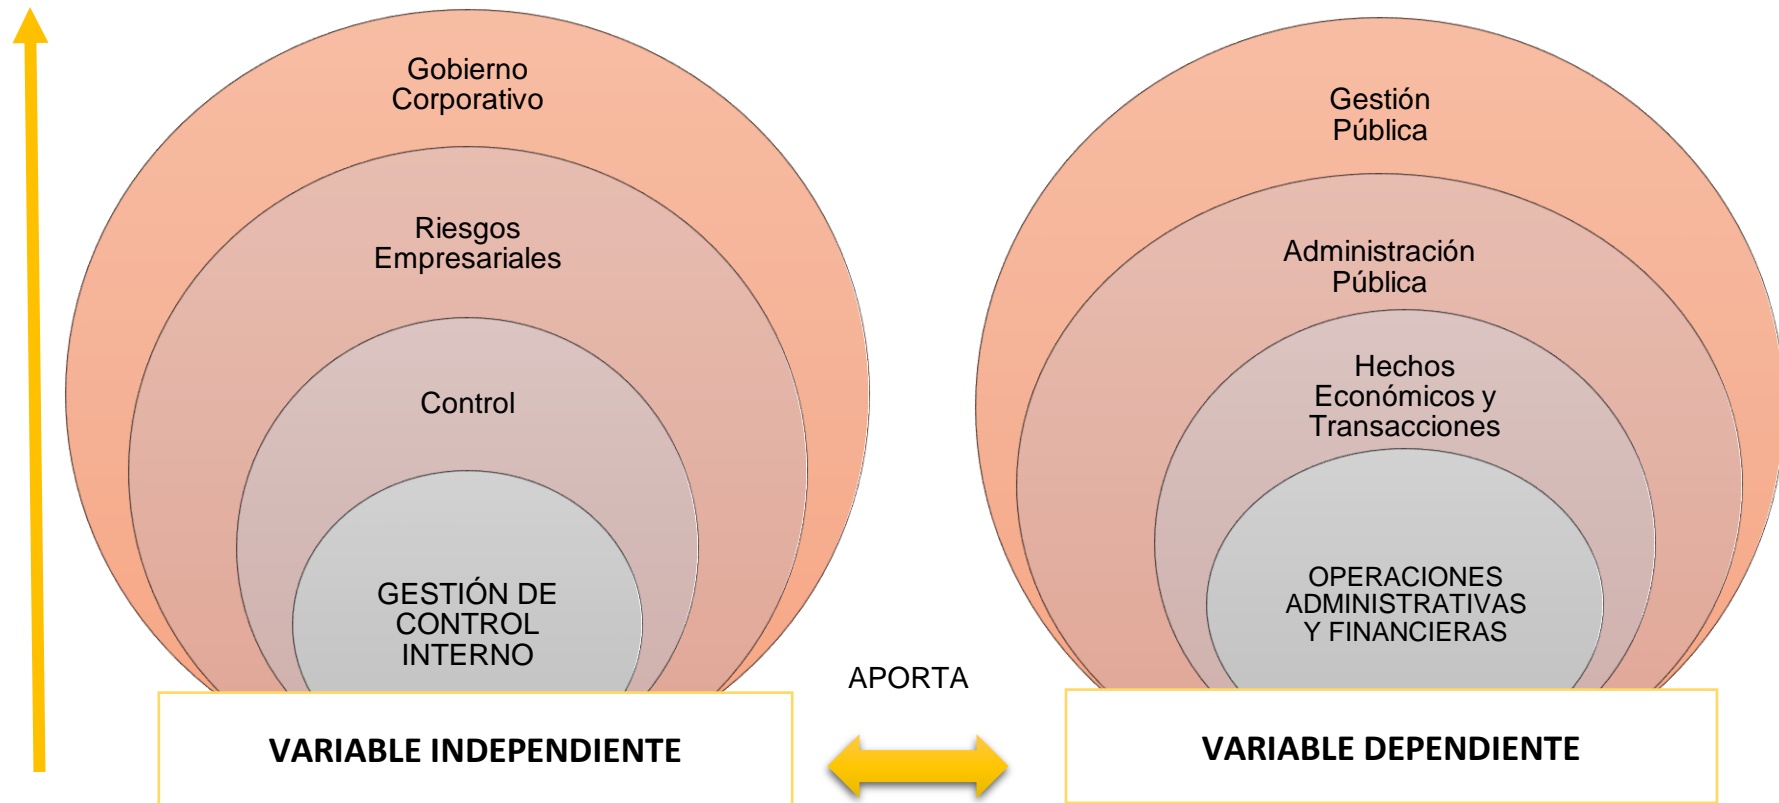 Gobierno
Corporativo
Riesgos
Empresariales
Control
GESTIÓN DE
CONTROL
INTERNO
VARIABLE INDEPENDIENTE
APORTA
Gestión
Pública
Administración
Pública
Hechos
Económicos y
Transacciones
OPERACIONES
ADMINISTRATIVAS
Y FINANCIERAS
VARIABLE DEPENDIENTE